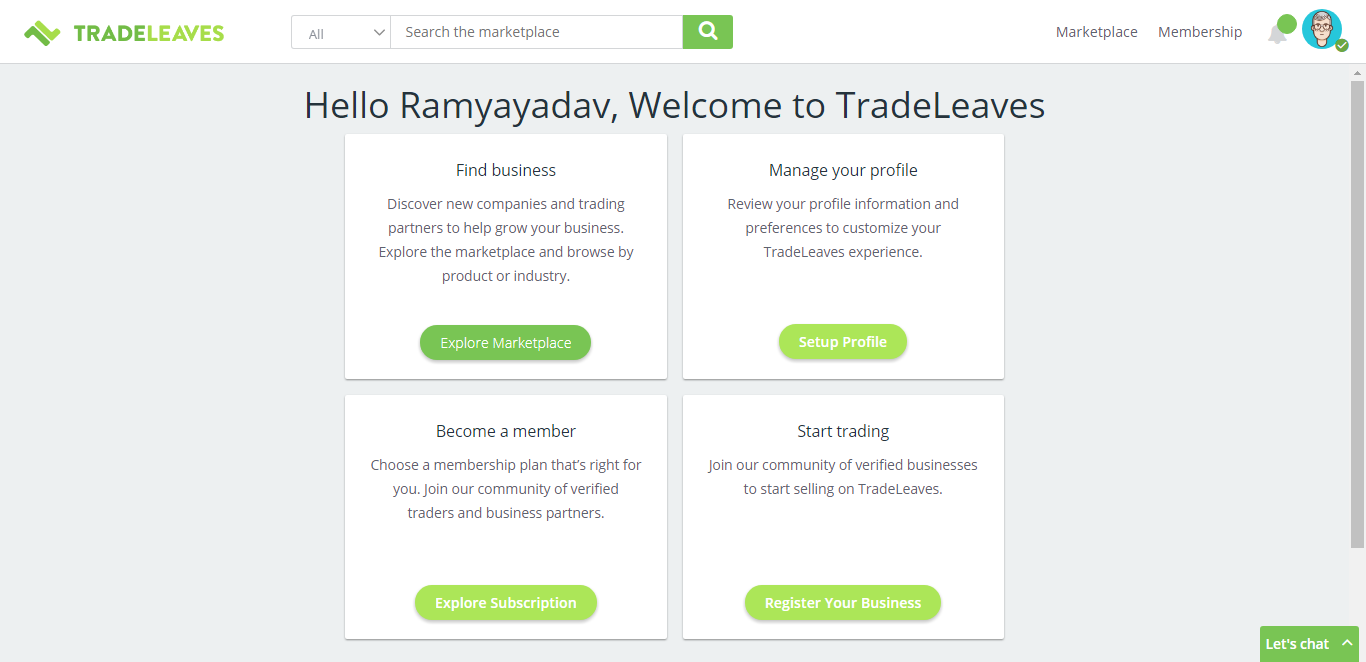 TRADELEAVES
All
Search the marketplace
Marketplace
Membership
Hello Ramyayadav, Welcome to TradeLeaves
Find business
Discover new companies and trading
partners to help grow your business.
Explore the marketplace and browse by
product or industry.
Explore Marketplace
Manage your profile
Review your profile information and
preferences to customize your
TradeLeaves experience.
Setup Profile
Become a member
Choose a membership plan that’s right for
you. Join our community of verified
traders and business partners.
Explore Subscription
Start trading
Join our community of verified businesses
to start selling on TradeLeaves.
Register Your Business
Let's chat